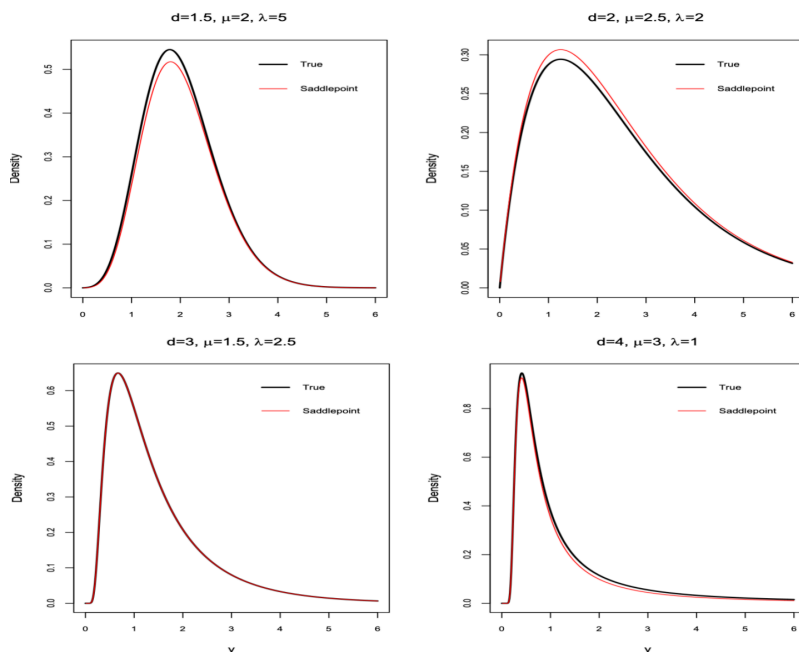 d=1.5, μ=2, λ=5
True
Saddlepoint
Density
0.0 0.1 0.2 0.3 0.4 0.5
0 1 2 3 4 5 6
d=2, μ=2.5, λ=2
True
Saddlepoint
Density
0.00 0.05 0.10 0.15 0.20 0.25 0.30
0 1 2 3 4 5 6
d=3, μ=1.5, λ=2.5
True
Saddlepoint
Density
0.0 0.1 0.2 0.3 0.4 0.5 0.6
0 1 2 3 4 5 6
d=4, μ=3, λ=1
True
Saddlepoint
Density
0.0 0.2 0.4 0.6 0.8
0 1 2 3 4 5 6